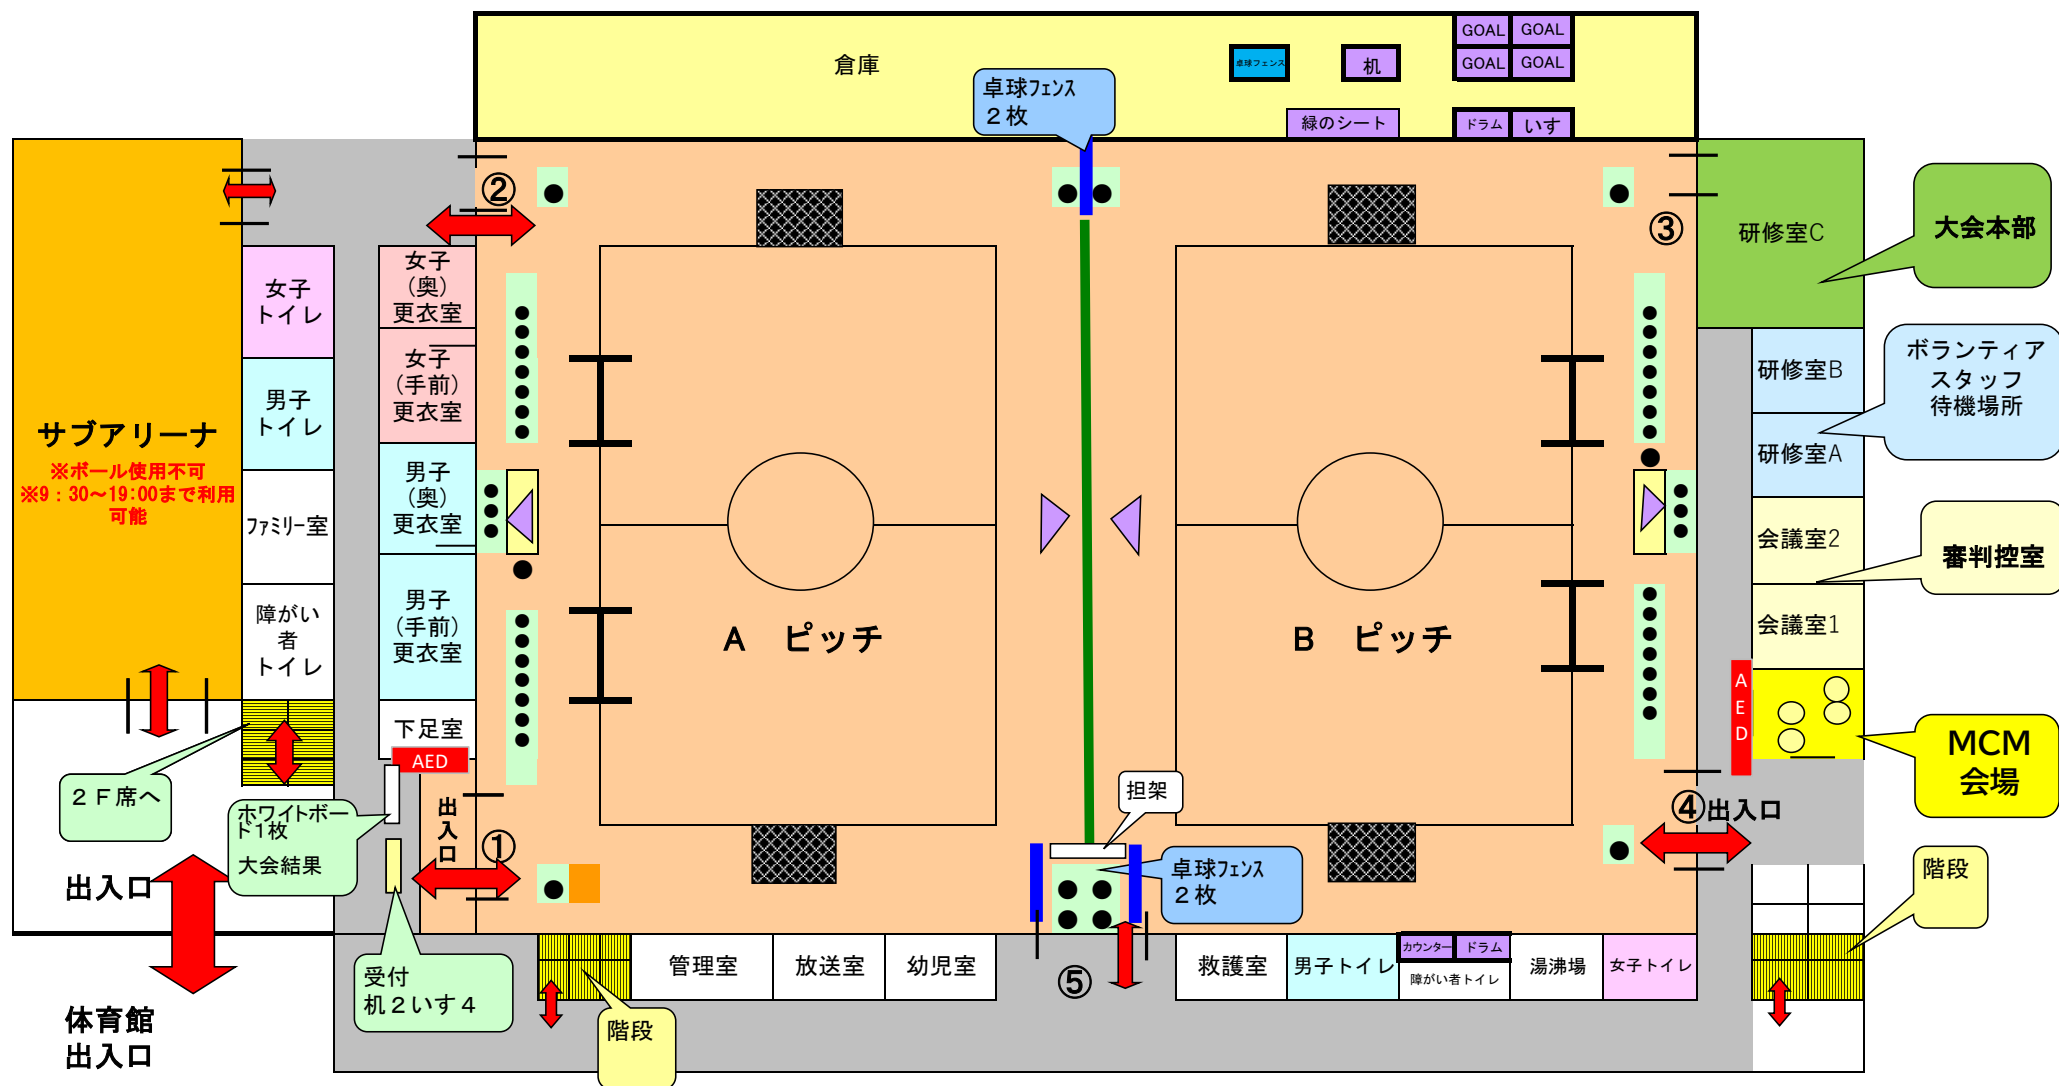 倉庫
卓球フェンス
机
GOAL
GOAL
GOAL
GOAL
緑のシート
ドラム
いす
卓球フェンス
２枚
②
③
研修室C
大会本部
女子
トイレ
女子
（奥）
更衣室
女子
（手前）
更衣室
男子
トイレ
サブアリーナ
※ボール使用不可
※9：30～19:00まで利用
可能
男子
（奥）
更衣室
ファミリー室
男子
（手前）
更衣室
障がい
者
トイレ
下足室
AED
A　ピッチ
B　ピッチ
研修室B
研修室A
ボランティア
スタッフ
待機場所
会議室2
会議室1
審判控室
A
E
D
MCM
会場
２Ｆ席へ
ホワイトボー
ド1枚
大会結果
出
入
口
①
担架
卓球フェンス
２枚
④
出入口
階段
出入口
体育館
出入口
受付
机２いす４
階段
管理室
放送室
幼児室
⑤
救護室
男子トイレ
カウンター
ドラム
障がい者トイレ
湯沸場
女子トイレ